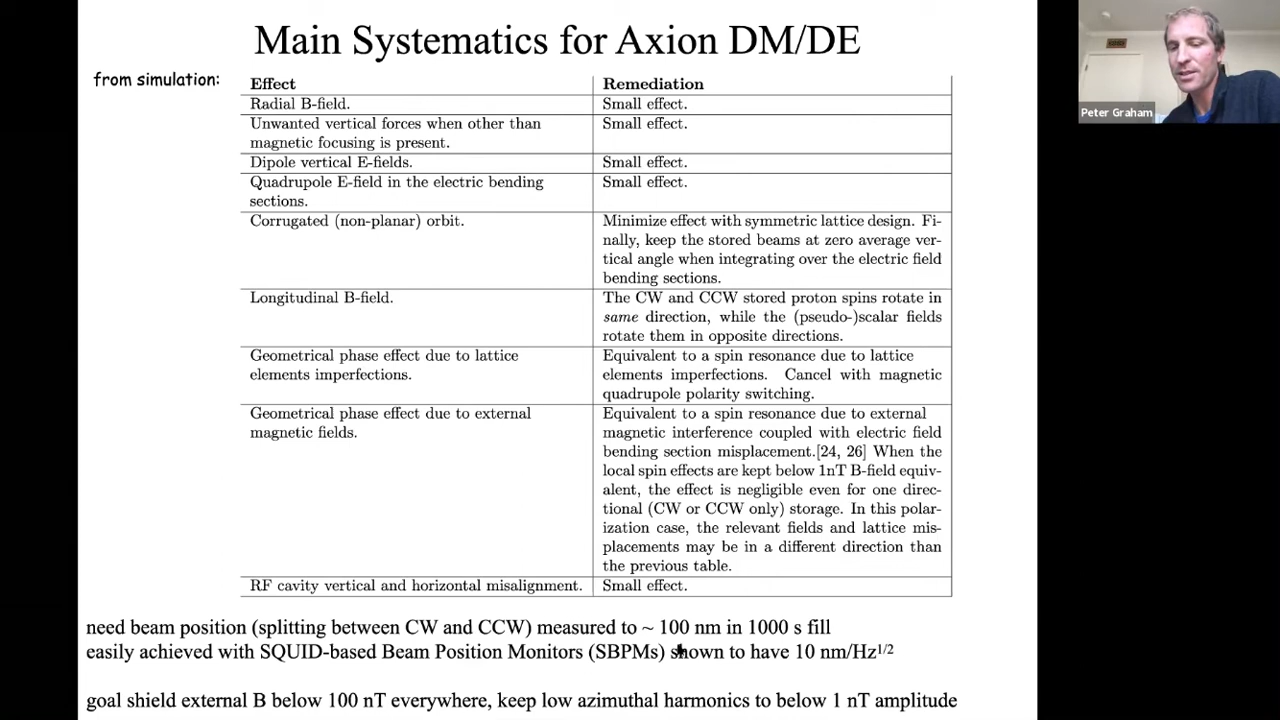 Main Systematics for Axion DM/DE
from simulation:
Effect Remediation
Radial B-field. Small effect.
Unwanted vertical forces when other than Small effect.
magnetic focusing is present.
Dipole vertical E-fields. Small effect.
Quadrupole E-field in the electric bending Small effect.
sections.
Corrugated (non-planar) orbit. Minimize effect with symmetric lattice design. Fi-
nally, keep the stored beams at zero average ver-
tical angle when integrating over the electric field
bending sections.
Longitudinal B-field. The CW and CCW stored proton spins rotate in
same direction, while the (pseudo-)scalar fields
rotate them in opposite directions.
Geometrical phase effect due to lattice Equivalent to a spin resonance due to lattice
elements imperfections. elements imperfections. Cancel with magnetic
quadrupole polarity switching.
Geometrical phase effect due to external Equivalent to a spin resonance due to external
magnetic fields. magnetic interference coupled with electric field
bending section misplacement.[24, 26] When the
local spin effects are kept below 1nT B-field equiv-
alent, the effect is negligible even for one direc-
tional (CW or CCW only) storage. In this polar-
ization case, the relevant fields and lattice mis-
placements may be in a different direction than
the previous table.
RF cavity vertical and horizontal misalignment. Small effect.
need beam position (splitting between CW and CCW) measured to ~ 100 nm in 1000 s fill
easily achieved with SQUID-based Beam Position Monitors (SBPMs) shown to have 10 nm/Hz1/2
goal shield external B below 100 nT everywhere, keep low azimuthal harmonics to below 1 nT amplitude
Peter Graham